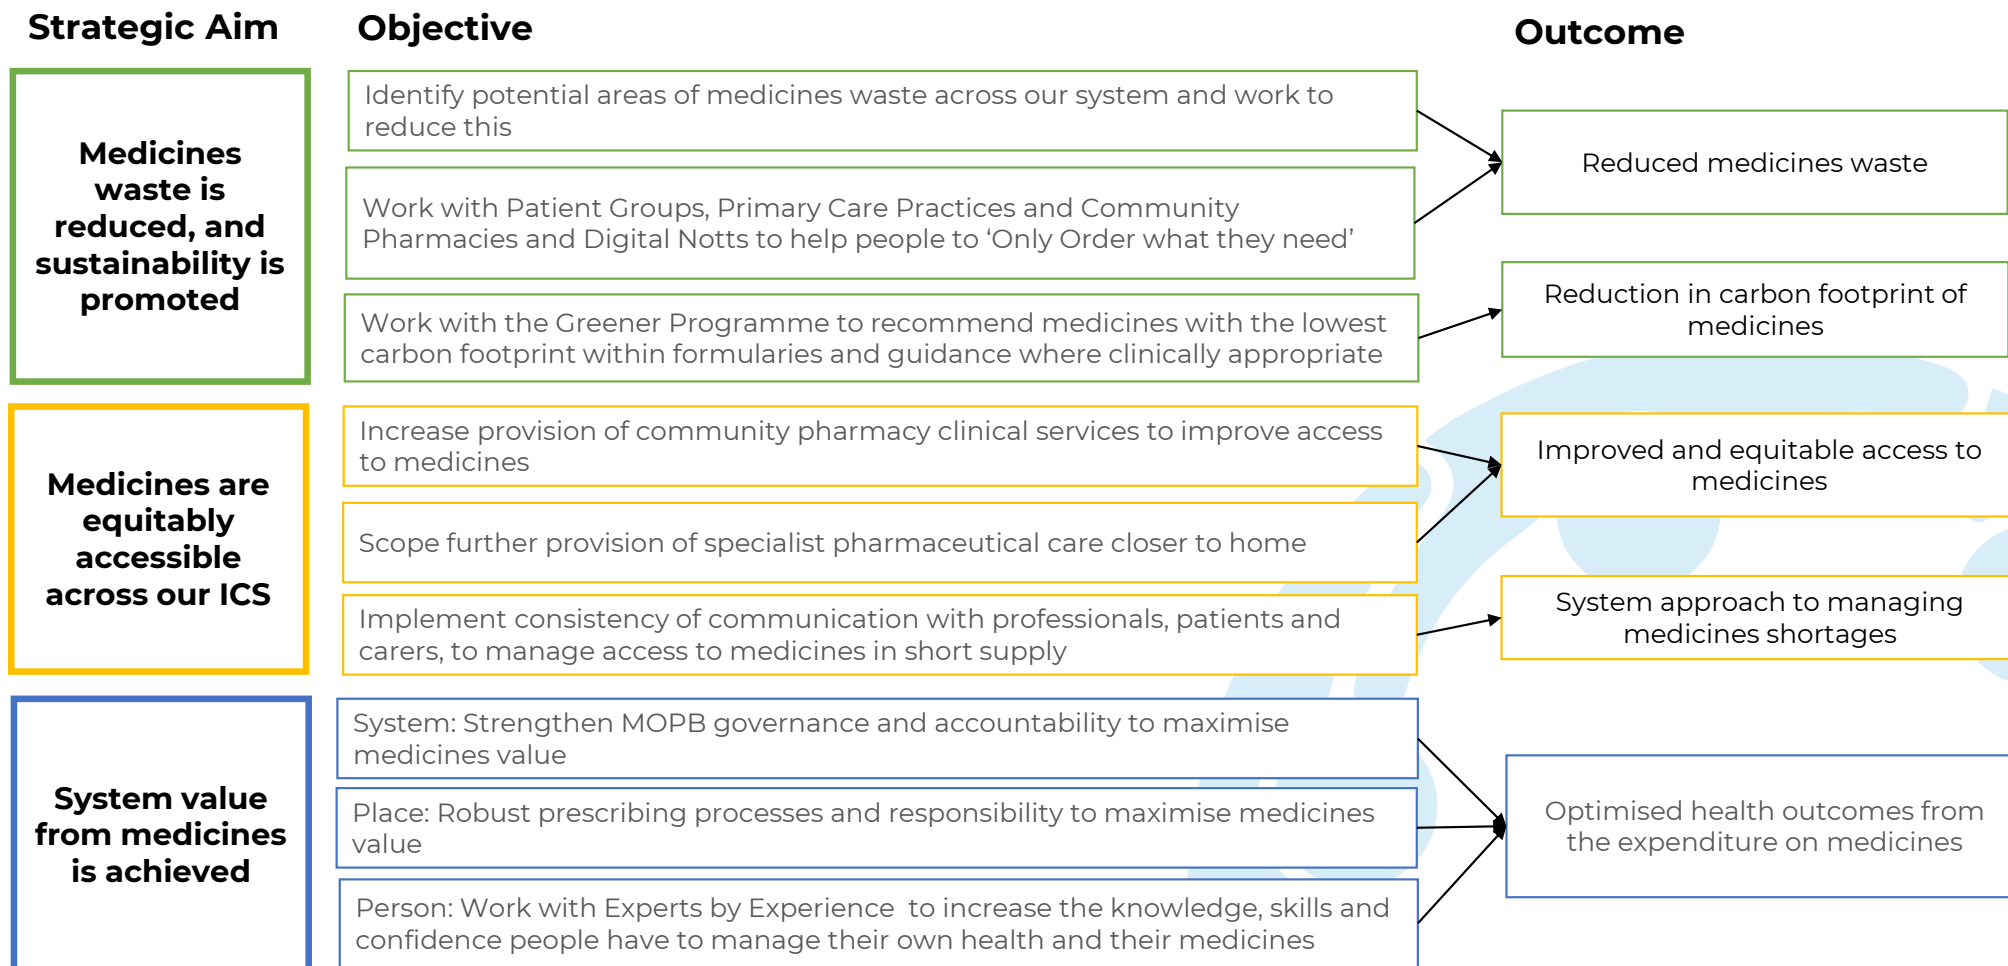 Strategic Aim
Objective
Outcome
Medicines
waste is
reduced, and
sustainability is
promoted
Identify potential areas of medicines waste across our system and work to
reduce this
Work with Patient Groups, Primary Care Practices and Community
Pharmacies and Digital Notts to help people to ‘Only Order what they need’
Work with the Greener Programme to recommend medicines with the lowest
carbon footprint within formularies and guidance where clinically appropriate
Reduced medicines waste
Reduction in carbon footprint of
medicines
Medicines are
equitably
accessible
across our ICS
Increase provision of community pharmacy clinical services to improve access
to medicines
Scope further provision of specialist pharmaceutical care closer to home
Implement consistency of communication with professionals, patients and
carers, to manage access to medicines in short supply
Improved and equitable access to
medicines
System approach to managing
medicines shortages
System value
from medicines
is achieved
System: Strengthen MOPB governance and accountability to maximise
medicines value
Place: Robust prescribing processes and responsibility to maximise medicines
value
Person: Work with Experts by Experience  to increase the knowledge, skills and
confidence people have to manage their own health and their medicines
Optimised health outcomes from
the expenditure on medicines